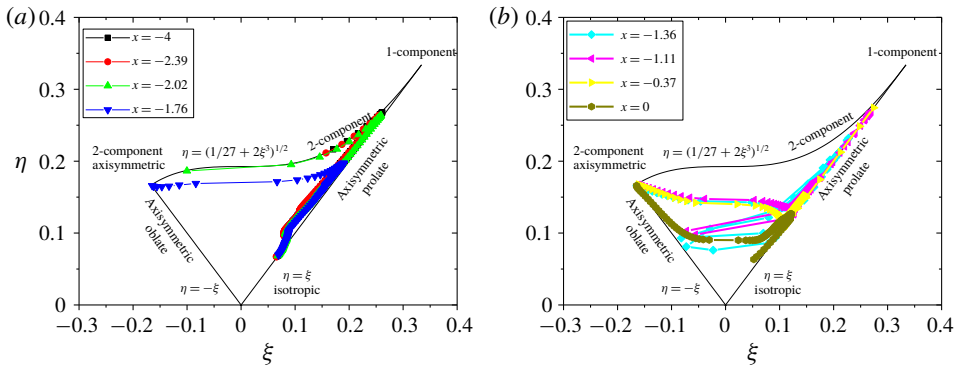 (a)
0.4
0.3
0.2
0.1
0
η
x = −4
x = −2.39
x = −2.02
x = −1.76
1-component
2-component
2-component
axisymmetric
η = (1/27 + 2ξ³)^1/2
Axisymmetric
prolate
Axisymmetric
oblate
η = −ξ
η = ξ
isotropic
−0.3 −0.2 −0.1 0 0.1 0.2 0.3 0.4
ξ
(b)
0.4
0.3
0.2
0.1
0
x = −1.36
x = −1.11
x = −0.37
x = 0
1-component
2-component
2-component
axisymmetric
η = (1/27 + 2ξ³)^1/2
Axisymmetric
prolate
Axisymmetric
oblate
η = −ξ
η = ξ
isotropic
−0.3 −0.2 −0.1 0 0.1 0.2 0.3 0.4
ξ